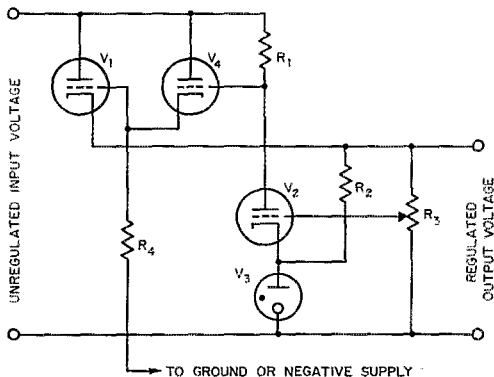 V1
V4
R1
UNREGULATED INPUT VOLTAGE
V2
R2
R3
REGULATED
OUTPUT VOLTAGE
R4
V3
TO GROUND OR NEGATIVE SUPPLY